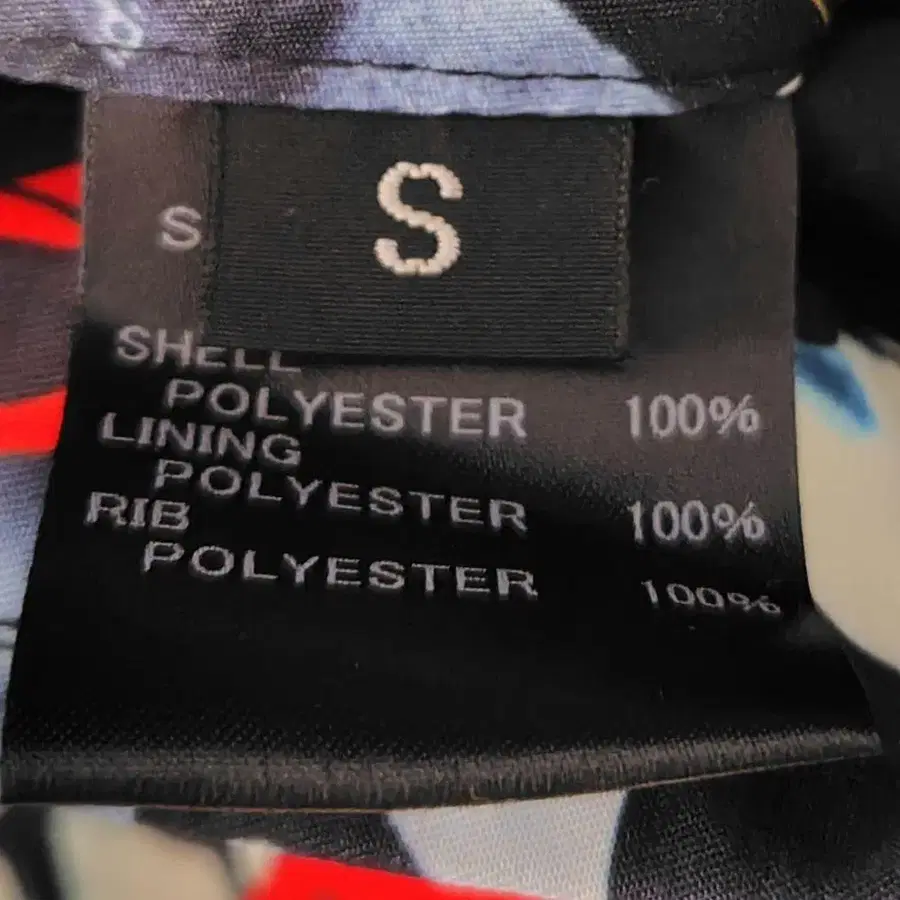 S
S
SHELL
POLYESTER 100%
LINING
POLYESTER 100%
RIB
POLYESTER 100%